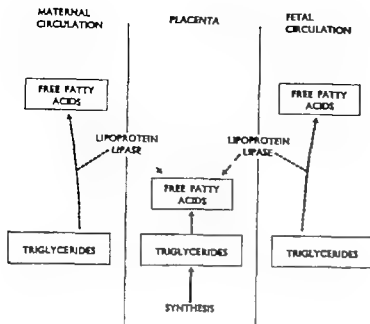 MATERNAL
CIRCULATION
PLACENTA
FETAL
CIRCULATION
FREE FATTY
ACIDS
FREE FATTY
ACIDS
LIPOPROTEIN
LIPASE
LIPOPROTEIN
LIPASE
FREE FATTY
ACIDS
TRIGLYCERIDES
TRIGLYCERIDES
TRIGLYCERIDES
SYNTHESIS